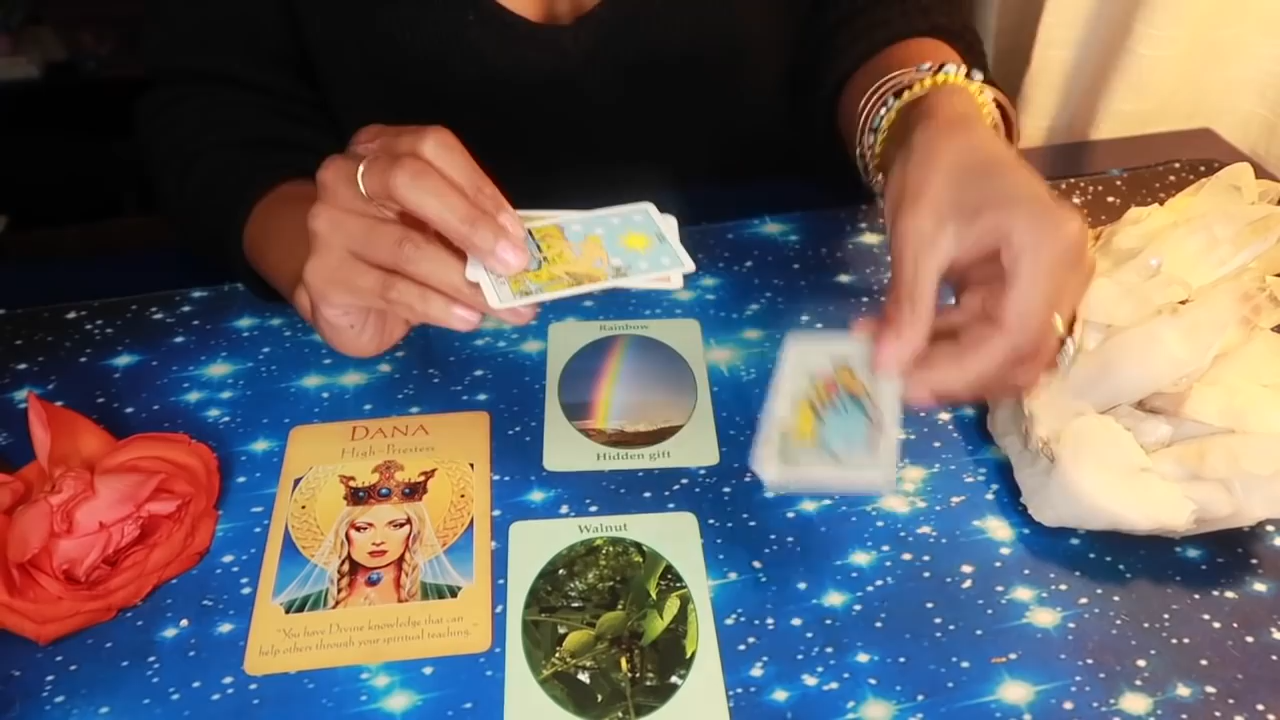 Rainbow
Hidden gift
DANA
High-Priestess
"You have Divine knowledge that can
help others through your spiritual teaching."
Walnut